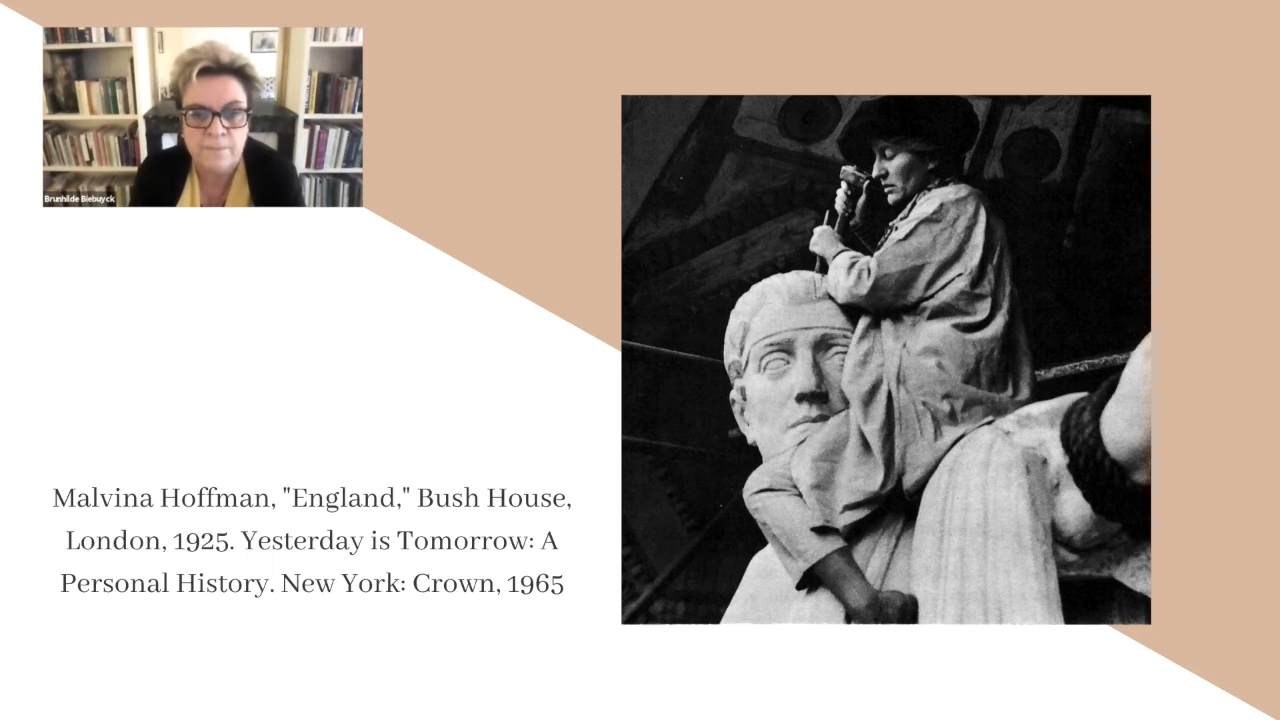 Brunhilde Biebuyck
Malvina Hoffman, "England," Bush House,
London, 1925. Yesterday is Tomorrow: A
Personal History. New York: Crown, 1965